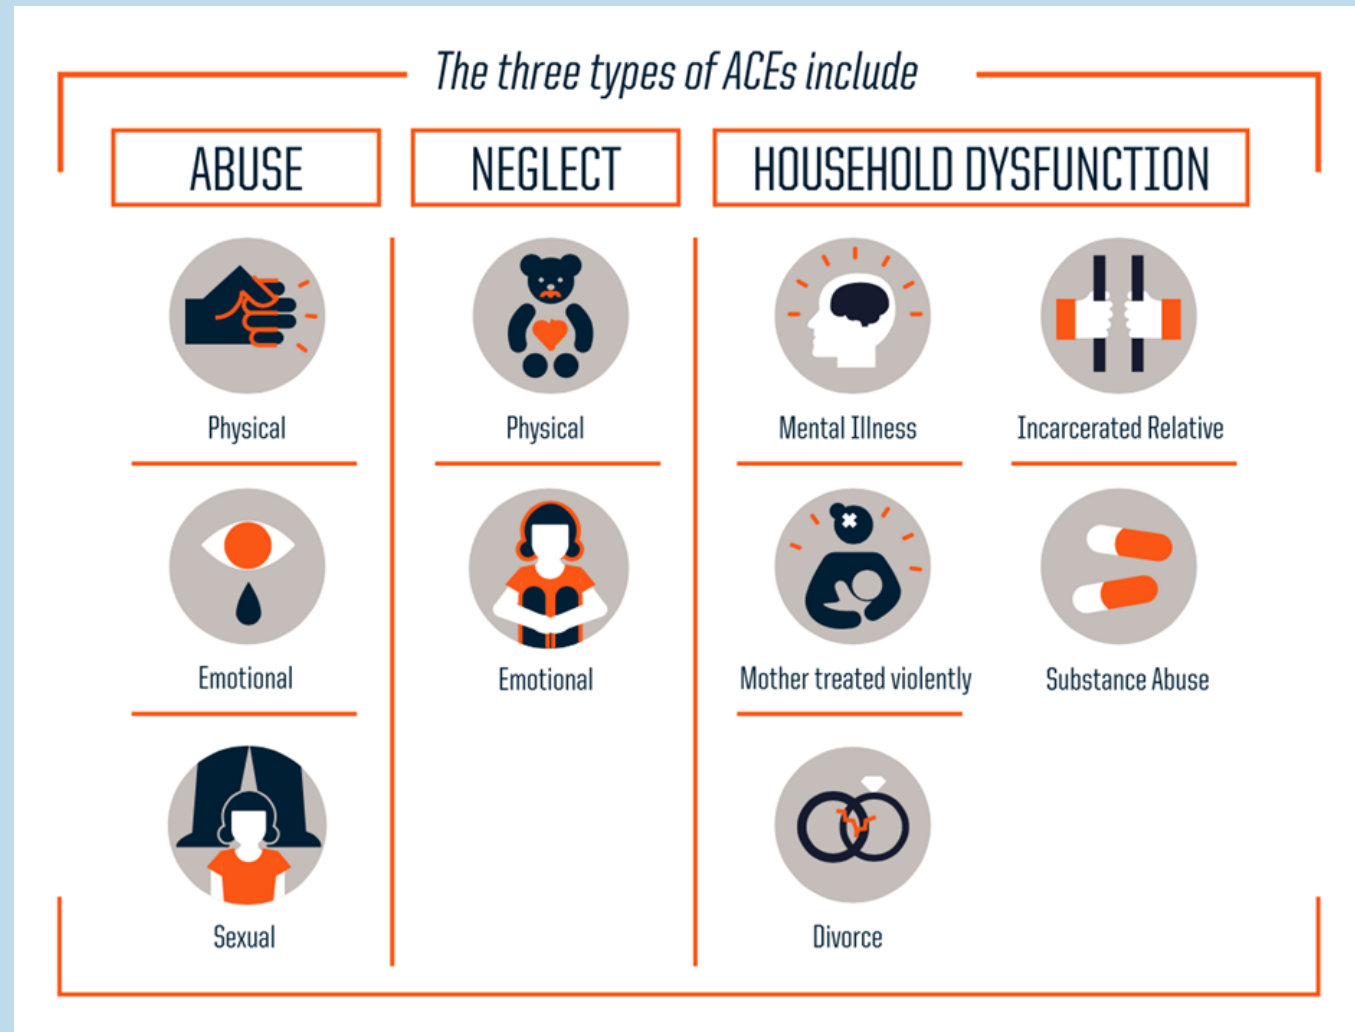 The three types of ACEs include
ABUSE
Physical
Emotional
Sexual
NEGLECT
Physical
Emotional
HOUSEHOLD DYSFUNCTION
Mental Illness
Incarcerated Relative
Mother treated violently
Substance Abuse
Divorce